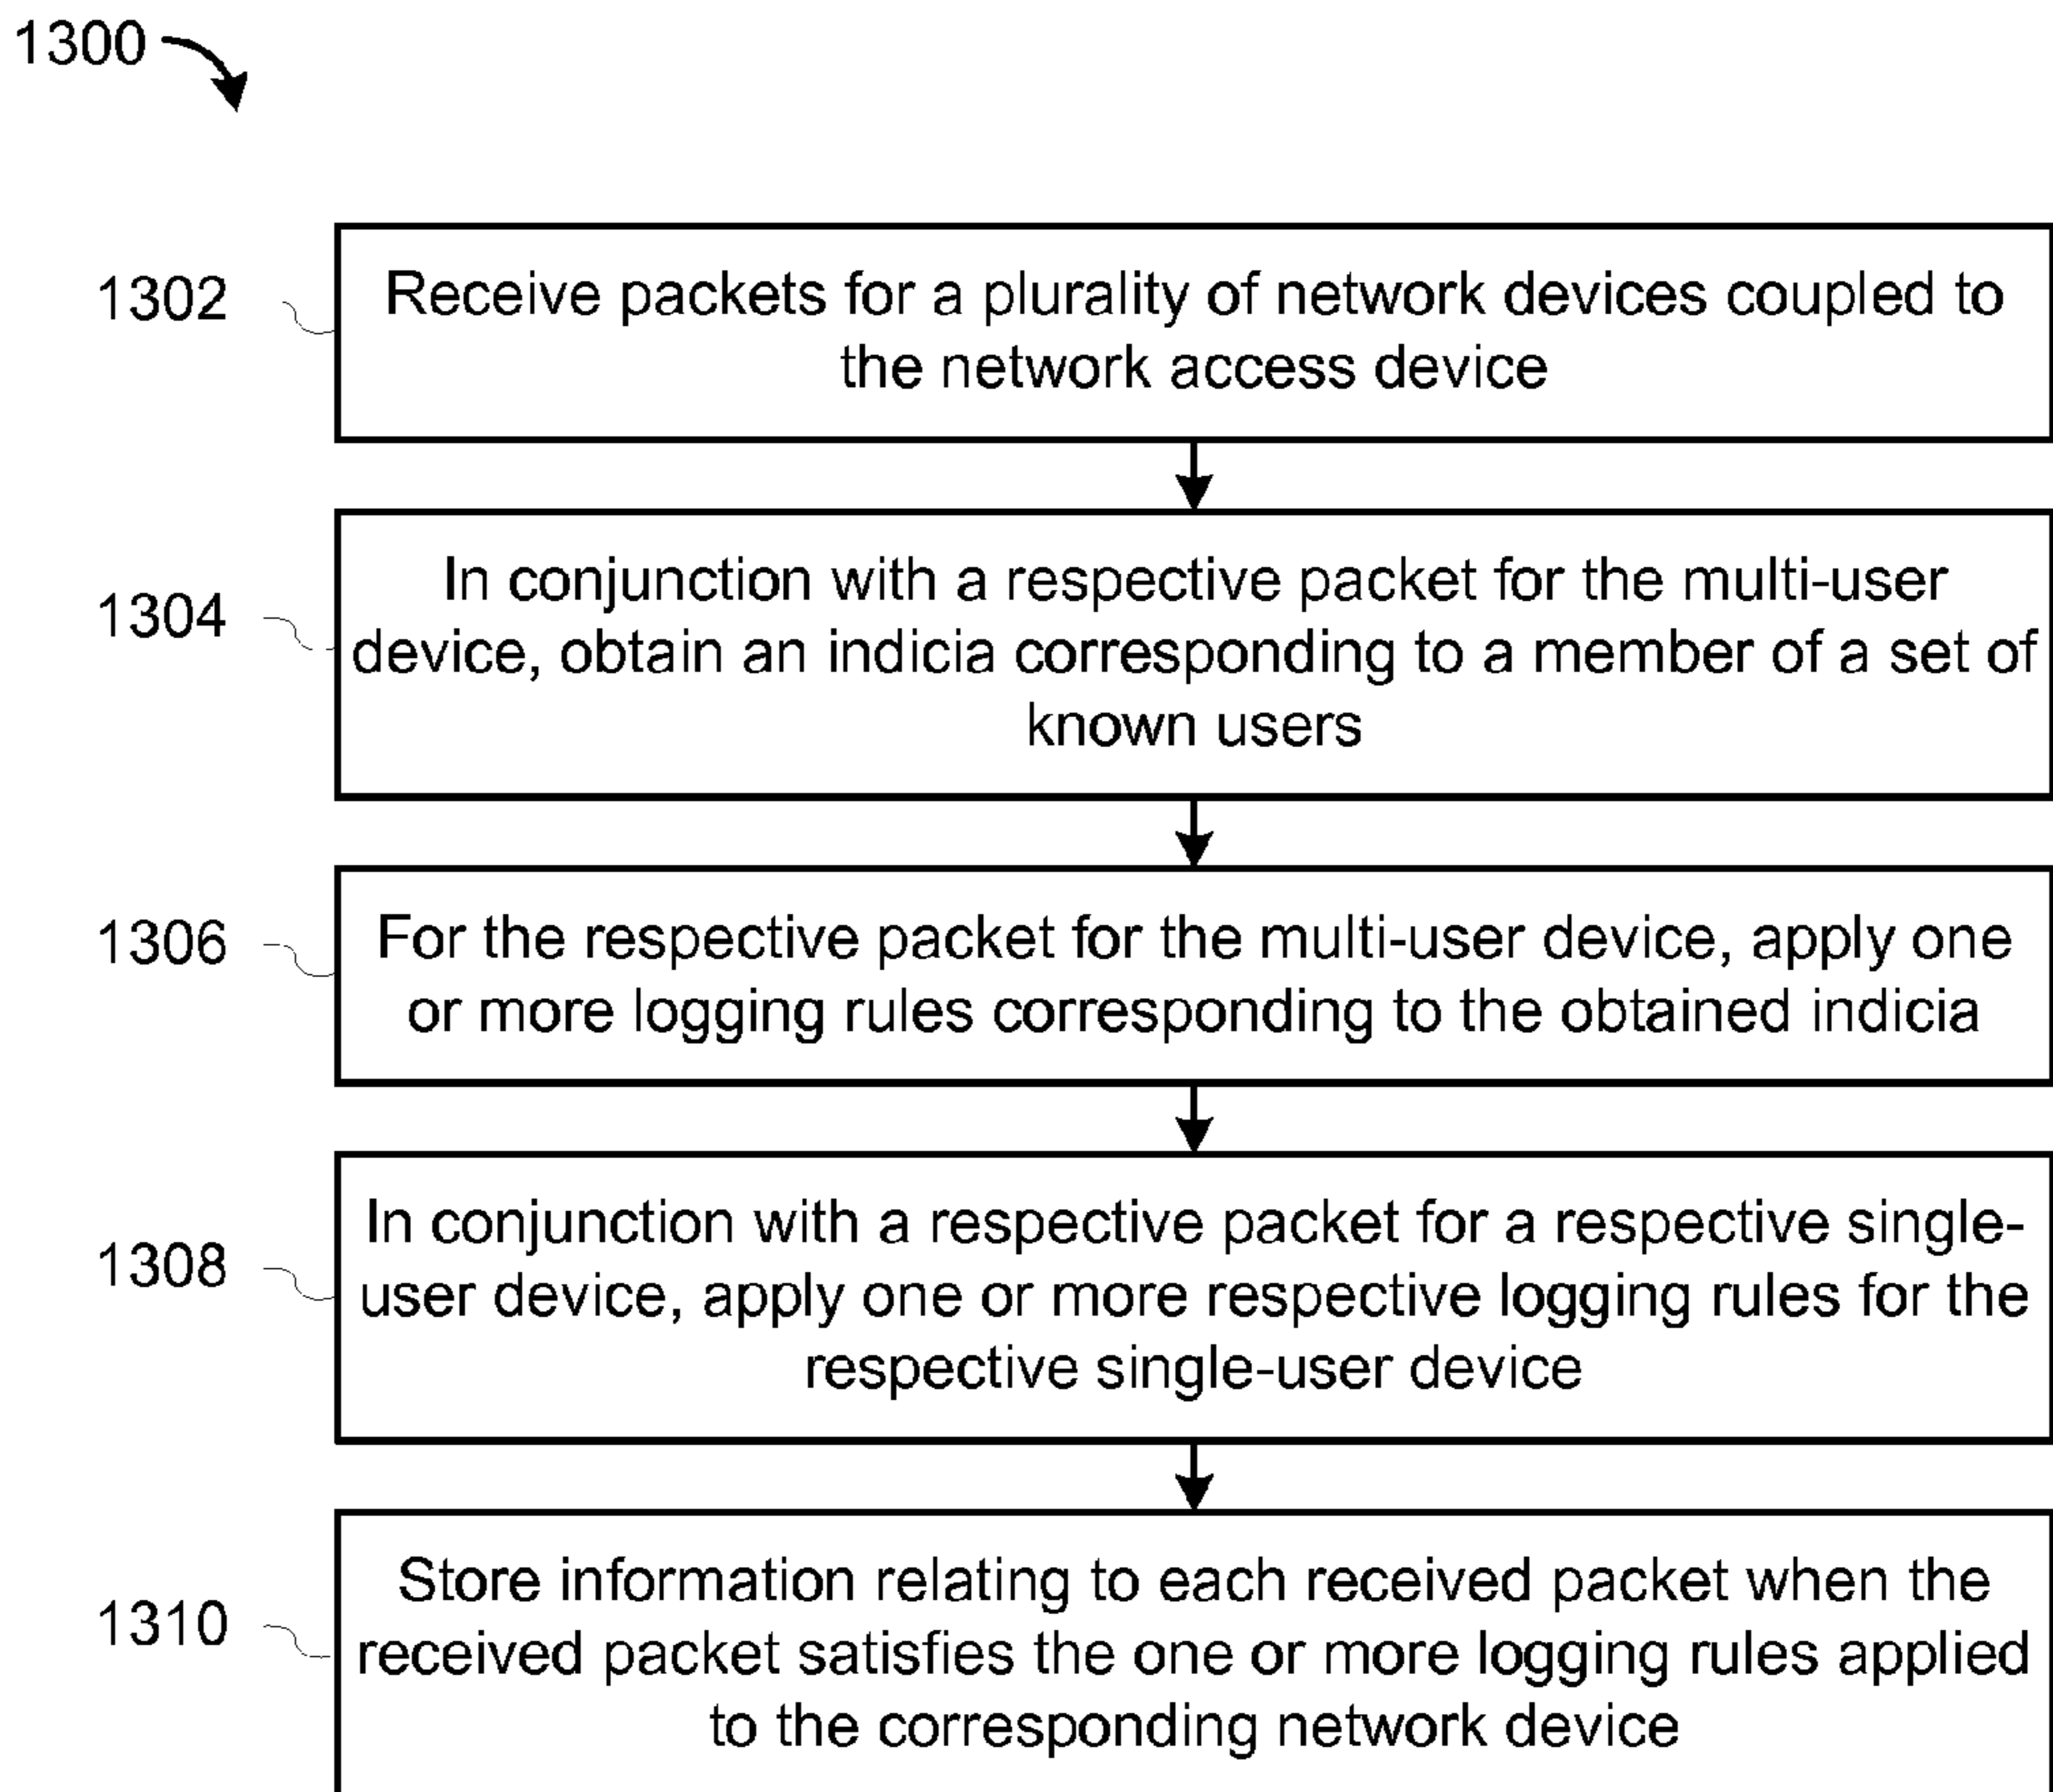 1300
1302
Receive packets for a plurality of network devices coupled to
the network access device
1304
In conjunction with a respective packet for the multi-user
device, obtain an indicia corresponding to a member of a set of
known users
1306
For the respective packet for the multi-user device, apply one
or more logging rules corresponding to the obtained indicia
1308
In conjunction with a respective packet for a respective single-
user device, apply one or more respective logging rules for the
respective single-user device
1310
Store information relating to each received packet when the
received packet satisfies the one or more logging rules applied
to the corresponding network device